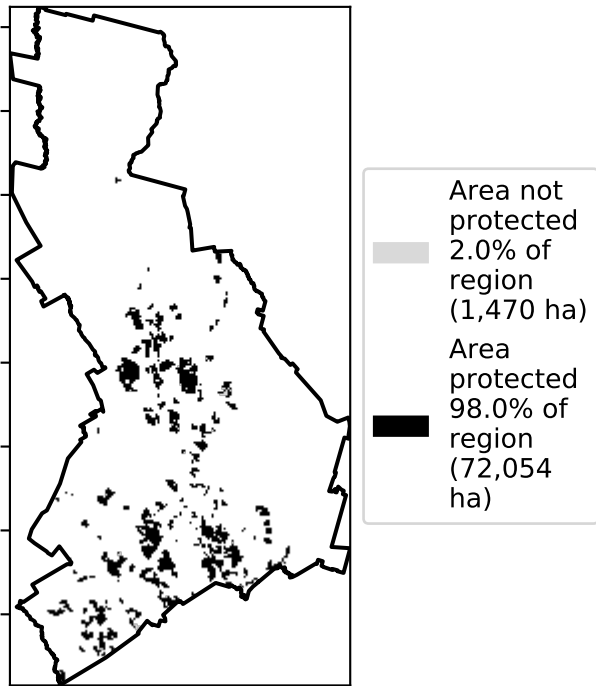 Area not
protected
2.0% of
region
(1,470 ha)
Area
protected
98.0% of
region
(72,054
ha)